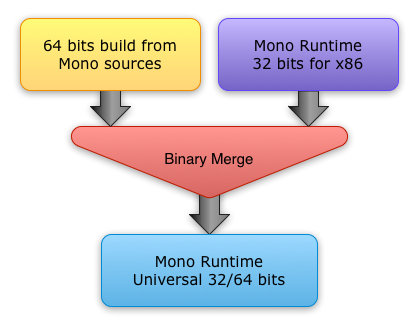 64 bits build from
Mono sources
Mono Runtime
32 bits for x86
Binary Merge
Mono Runtime
Universal 32/64 bits